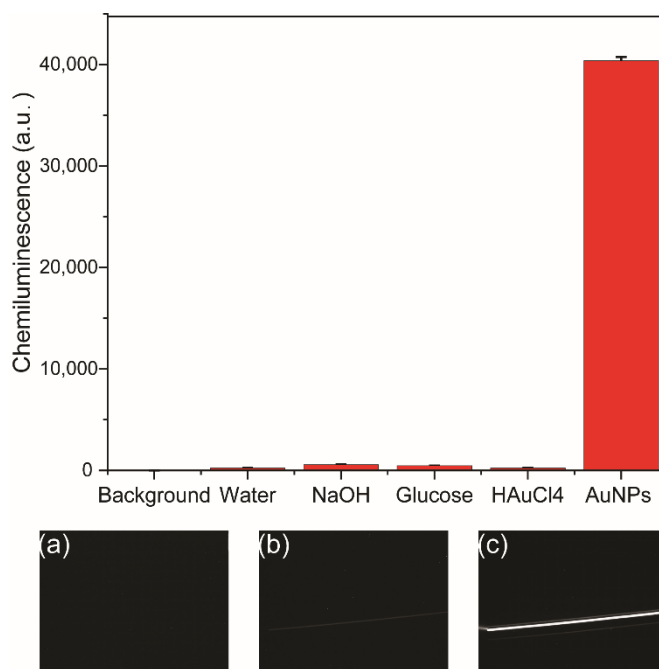 Chemiluminescence (a.u. )
40,000
30,000
20,000
10,000
0
Background Water NaOH Glucose HAuCl4 AuNPs
(a) (b) (c)